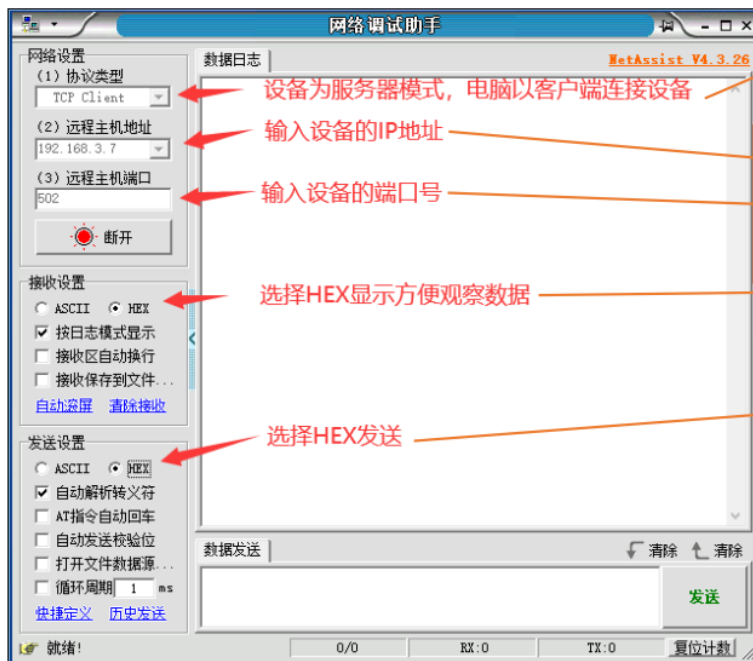 网络调试助手
网络设置
数据日志
NetAssist V4.3.26
(1) 协议类型
TCP Client
设备为服务器模式，电脑以客户端连接设备
(2) 远程主机地址
输入设备的IP地址
192.168.3.7
(3) 远程主机端口
输入设备的端口号
502
断开
接收设置
ASCII HEX
选择HEX显示方便观察数据
按日志模式显示
接收区自动换行
接收保存到文件...
自动滚屏 清除接收
发送设置
选择HEX发送
ASCII HEX
自动解析转义符
AT指令自动回车
自动发送校验位
打开文件数据源...
循环周期 1 ms
快捷定义 历史发送
数据发送
清除 清除
发送
就绪! 0/0 RX:0 TX:0 复位计数